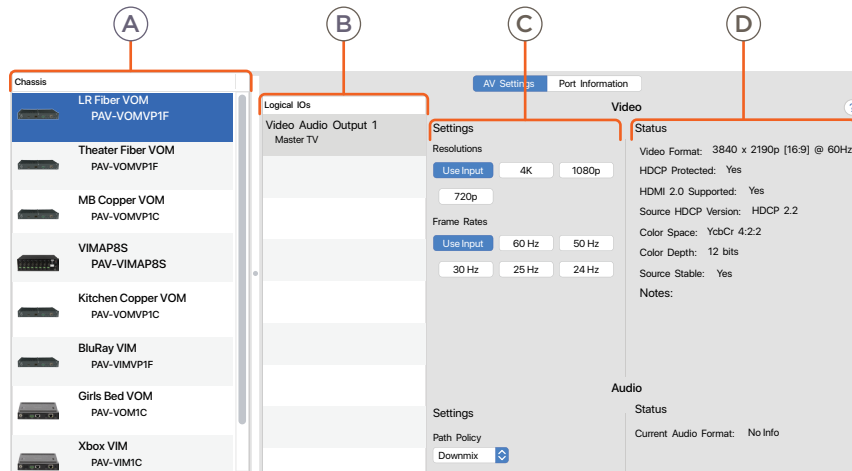 A
B
C
D
Chassis
LR Fiber VOM
PAV-VOMVP1F
Theater Fiber VOM
PAV-VOMVP1F
MB Copper VOM
PAV-VOMVP1C
VIMAP8S
PAV-VIMAP8S
Kitchen Copper VOM
PAV-VOMVP1C
BluRay VIM
PAV-VIMVP1F
Girls Bed VOM
PAV-VOM1C
Xbox VIM
PAV-VIM1C
Logical IOs
Video Audio Output 1
Master TV
AV Settings Port Information
Video
?
Settings
Resolutions
Use Input 4K 1080p
720p
Frame Rates
Use Input 60 Hz 50 Hz
30 Hz 25 Hz 24 Hz
Status
Video Format: 3840 x 2190p [16:9] @ 60Hz
HDCP Protected: Yes
HDMI 2.0 Supported: Yes
Source HDCP Version: HDCP 2.2
Color Space: YcbCr 4:2:2
Color Depth: 12 bits
Source Stable: Yes
Notes:
Audio
Settings
Path Policy
Downmix
Status
Current Audio Format: No Info